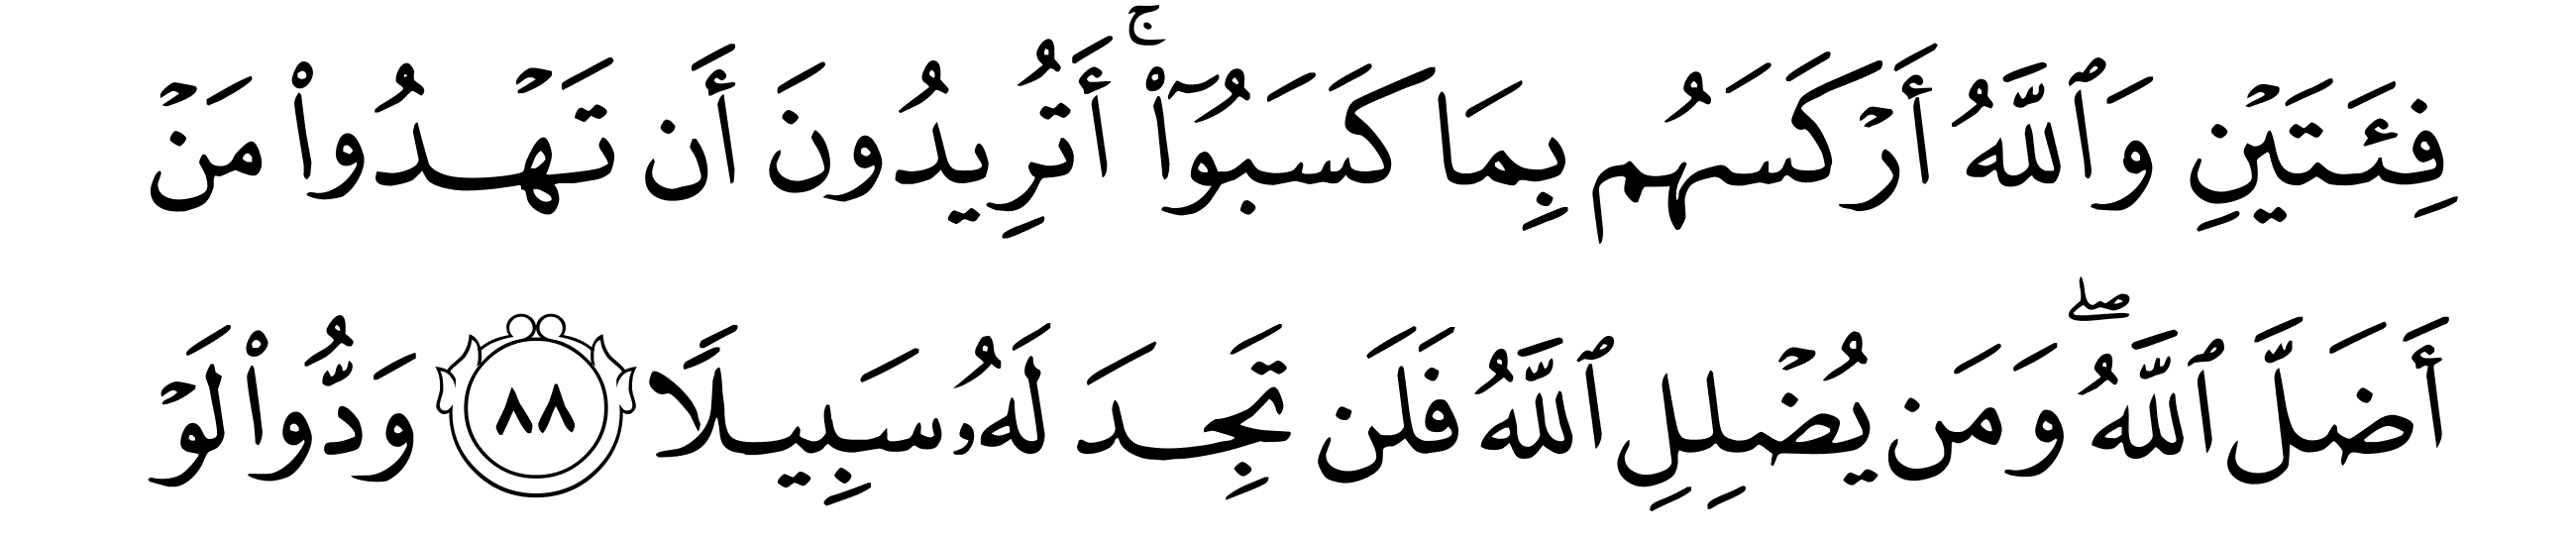 فِئَتَيۡنِ وَٱللَّهُ أَرۡكَسَهُم بِمَا كَسَبُوٓاْۚ أَتُرِيدُونَ أَن تَهۡدُواْ مَنۡ
أَضَلَّ ٱللَّهُۖ وَمَن يُضۡلِلِ ٱللَّهُ فَلَن تَجِدَ لَهُۥ سَبِيلًا ٨٨ وَدُّواْ لَوۡ